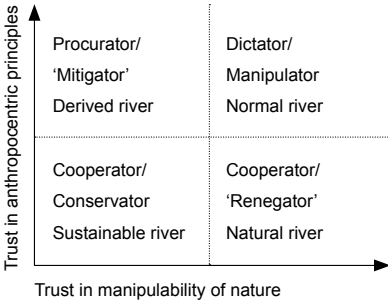 Trust in anthropocentric principles
Procurator/
‘Mitigator’
Derived river
Dictator/
Manipulator
Normal river
Cooperator/
Conservator
Sustainable river
Cooperator/
‘Renegator’
Natural river
Trust in manipulability of nature